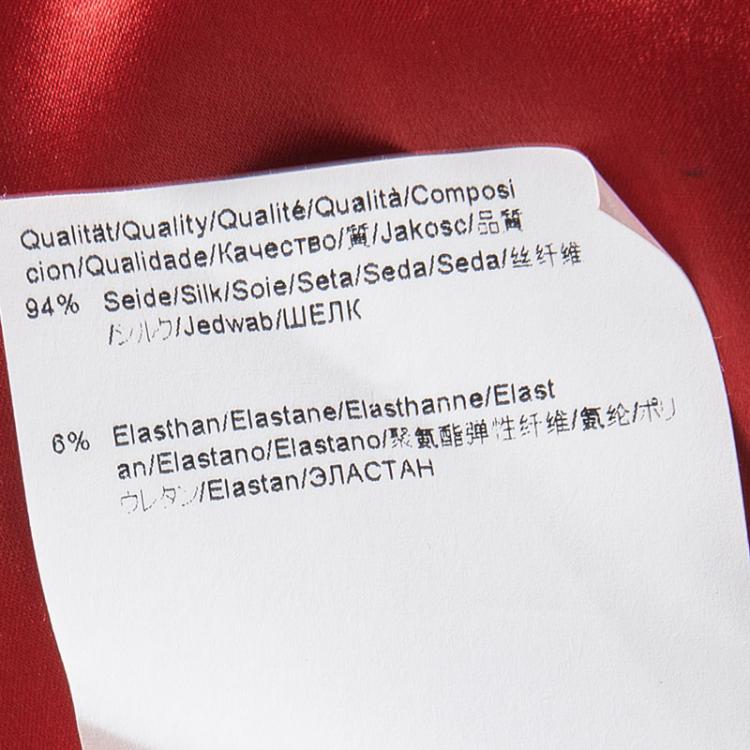 Qualität/Quality/Qualité/Qualità/Composi
cion/Qualidade/Качество/質/Jakosc/品質
94% Seide/Silk/Soie/Seta/Seda/Seda/丝纤维
/シルク/Jedwab/ШЕЛК
6% Elasthan/Elastane/Elasthanne/Elast
an/Elastano/Elastano/聚氨酯弹性纤维/氨纶/ポリ
ウレタン/Elastan/ЭЛАСТАН